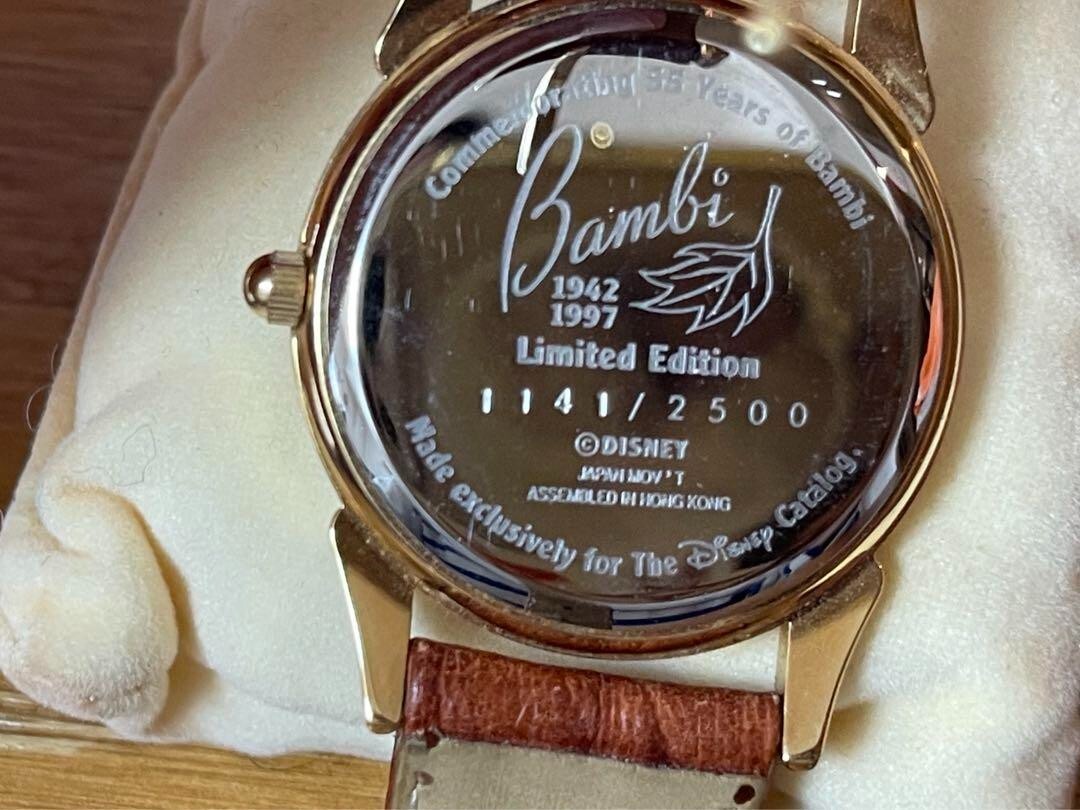 Commemorating 55 Years of Bambi
Bambi
1942
1997
Limited Edition
1141/2500
©DISNEY
JAPAN MOV'T
ASSEMBLED IN HONG KONG
Made exclusively for The Disney Catalog.